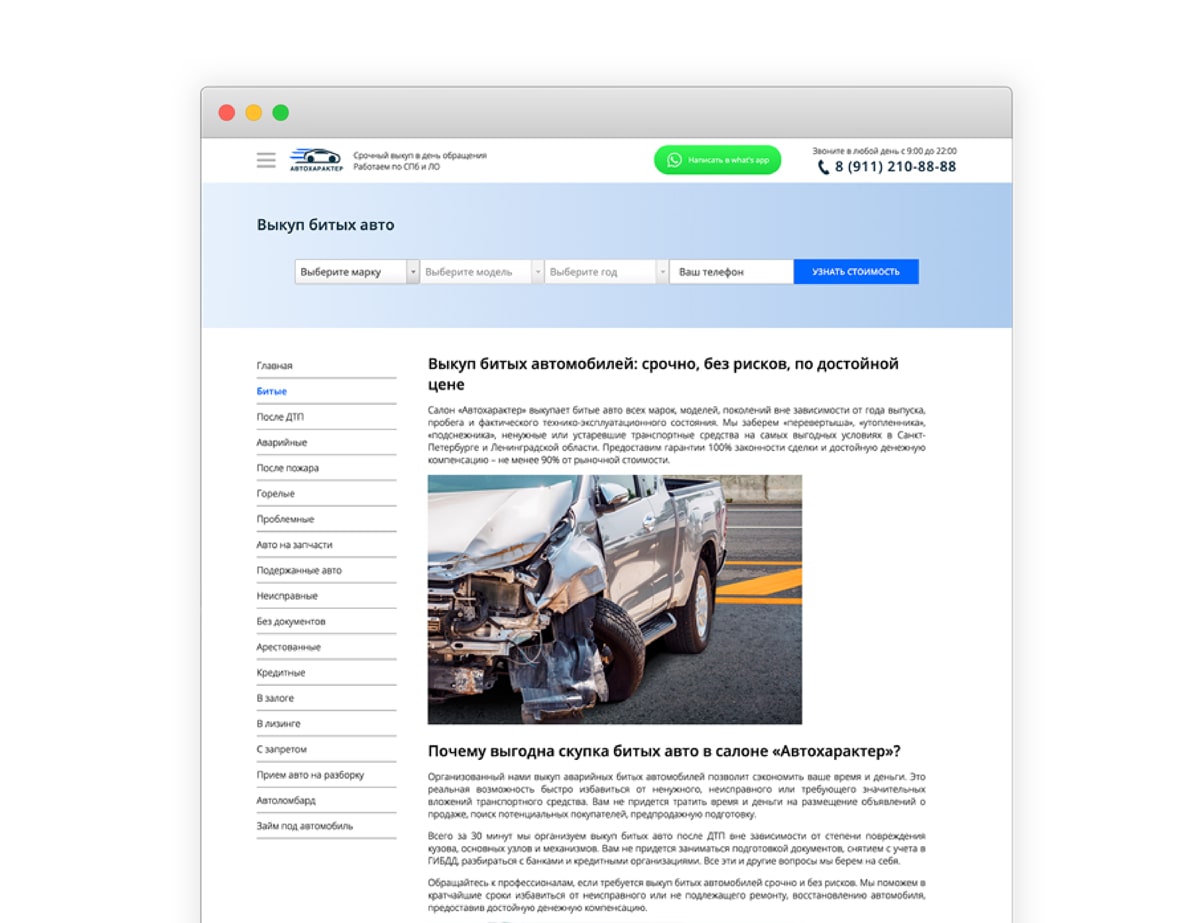 АВТОХАРАКТЕР
Срочный выкуп в день обращения
Работаем по СПб и ЛО
Написать в what's app
Звоните в любой день с 9:00 до 22:00
8 (911) 210-88-88
Выкуп битых авто
Выберите марку
Выберите модель
Выберите год
Ваш телефон
УЗНАТЬ СТОИМОСТЬ
Главная
Битые
После ДТП
Аварийные
После пожара
Горелые
Проблемные
Авто на запчасти
Подержанные авто
Неисправные
Без документов
Арестованные
Кредитные
В залоге
В лизинге
С запретом
Прием авто на разборку
Автоломбард
Займ под автомобиль
Выкуп битых автомобилей: срочно, без рисков, по достойной
цене
Салон «Автохарактер» выкупает битые авто всех марок, моделей, поколений вне зависимости от года выпуска,
пробега и фактического технико-эксплуатационного состояния. Мы заберем «перевертыша», «утопленника»,
«подснежника», ненужные или устаревшие транспортные средства на самых выгодных условиях в Санкт-
Петербурге и Ленинградской области. Предоставим гарантии 100% законности сделки и достойную денежную
компенсацию – не менее 90% от рыночной стоимости.
Почему выгодна скупка битых авто в салоне «Автохарактер»?
Организованный нами выкуп аварийных битых автомобилей позволит сэкономить ваше время и деньги. Это
реальная возможность быстро избавиться от ненужного, неисправного или требующего значительных
вложений транспортного средства. Вам не придется тратить время и деньги на размещение объявлений о
продаже, поиск потенциальных покупателей, предпродажную подготовку.
Всего за 30 минут мы организуем выкуп битых авто после ДТП вне зависимости от степени повреждения
кузова, основных узлов и механизмов. Вам не придется заниматься подготовкой документов, снятием с учета в
ГИБДД, разбираться с банками и кредитными организациями. Все эти и другие вопросы мы берем на себя.
Обращайтесь к профессионалам, если требуется выкуп битых автомобилей срочно и без рисков. Мы поможем в
кратчайшие сроки избавиться от неисправного или не подлежащего ремонту, восстановлению автомобиля,
предоставив достойную денежную компенсацию.